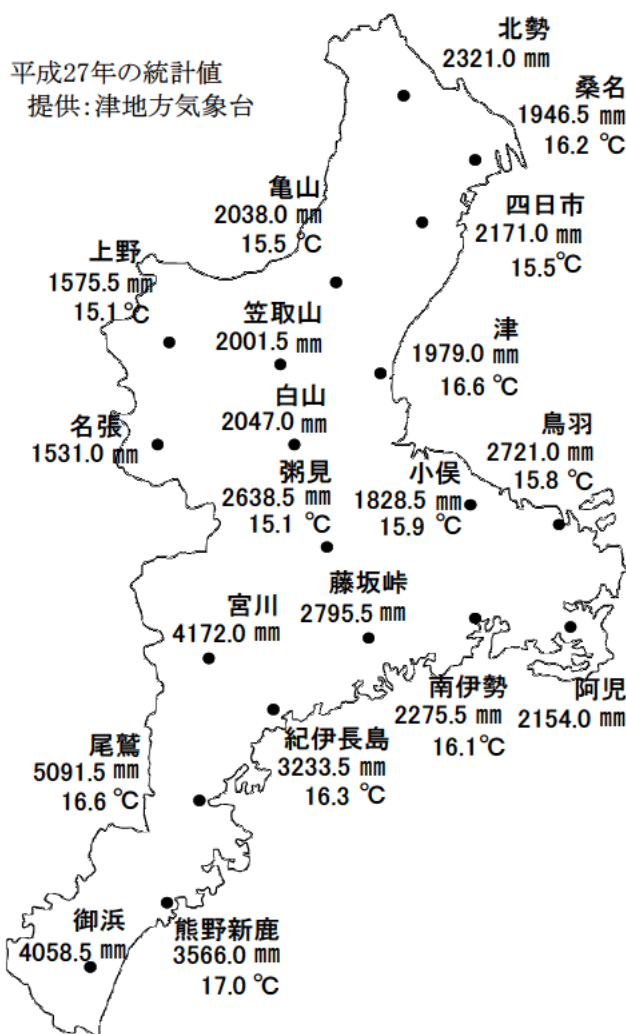 平成27年の統計値
提供:津地方気象台
北勢
2321.0 mm
桑名
1946.5 mm
16.2 ℃
亀山
2038.0 mm
15.5 ℃
四日市
2171.0 mm
15.5℃
上野
1575.5 mm
15.1 ℃
笠取山
2001.5 mm
津
1979.0 mm
16.6 ℃
白山
2047.0 mm
名張
1531.0 mm
鳥羽
2721.0 mm
15.8 ℃
粥見
2638.5 mm
15.1 ℃
小俣
1828.5 mm
15.9 ℃
藤坂峠
2795.5 mm
宮川
4172.0 mm
南伊勢
2275.5 mm
16.1℃
阿児
2154.0 mm
紀伊長島
3233.5 mm
16.3 ℃
尾鷲
5091.5 mm
16.6 ℃
御浜
4058.5 mm
熊野新鹿
3566.0 mm
17.0 ℃